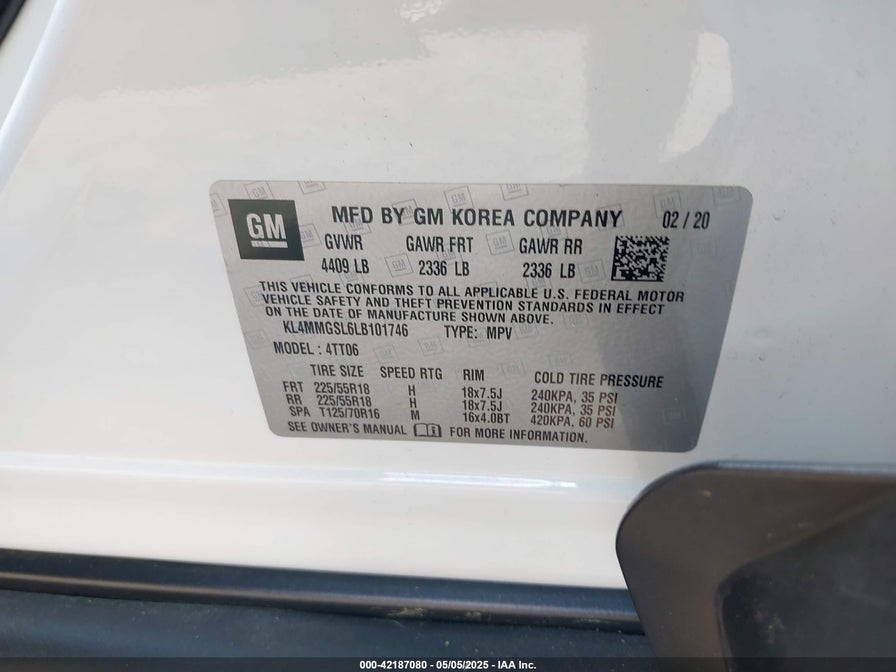 GM
MFD BY GM KOREA COMPANY 02 / 20
GVWR GAWR FRT GAWR RR
4409 LB 2336 LB 2336 LB
THIS VEHICLE CONFORMS TO ALL APPLICABLE U.S. FEDERAL MOTOR
VEHICLE SAFETY AND THEFT PREVENTION STANDARDS IN EFFECT
ON THE DATE OF MANUFACTURE SHOWN ABOVE.
KL4MMGSL6LB101746 TYPE: MPV
MODEL : 4TT06
TIRE SIZE SPEED RTG RIM COLD TIRE PRESSURE
FRT 225/55R18 H 18x7.5J 240KPA, 35 PSI
RR 225/55R18 H 18x7.5J 240KPA, 35 PSI
SPA T125/70R16 M 16x4.0BT 420KPA, 60 PSI
SEE OWNER'S MANUAL FOR MORE INFORMATION.
000-42187080 - 05/05/2025 - IAA Inc.